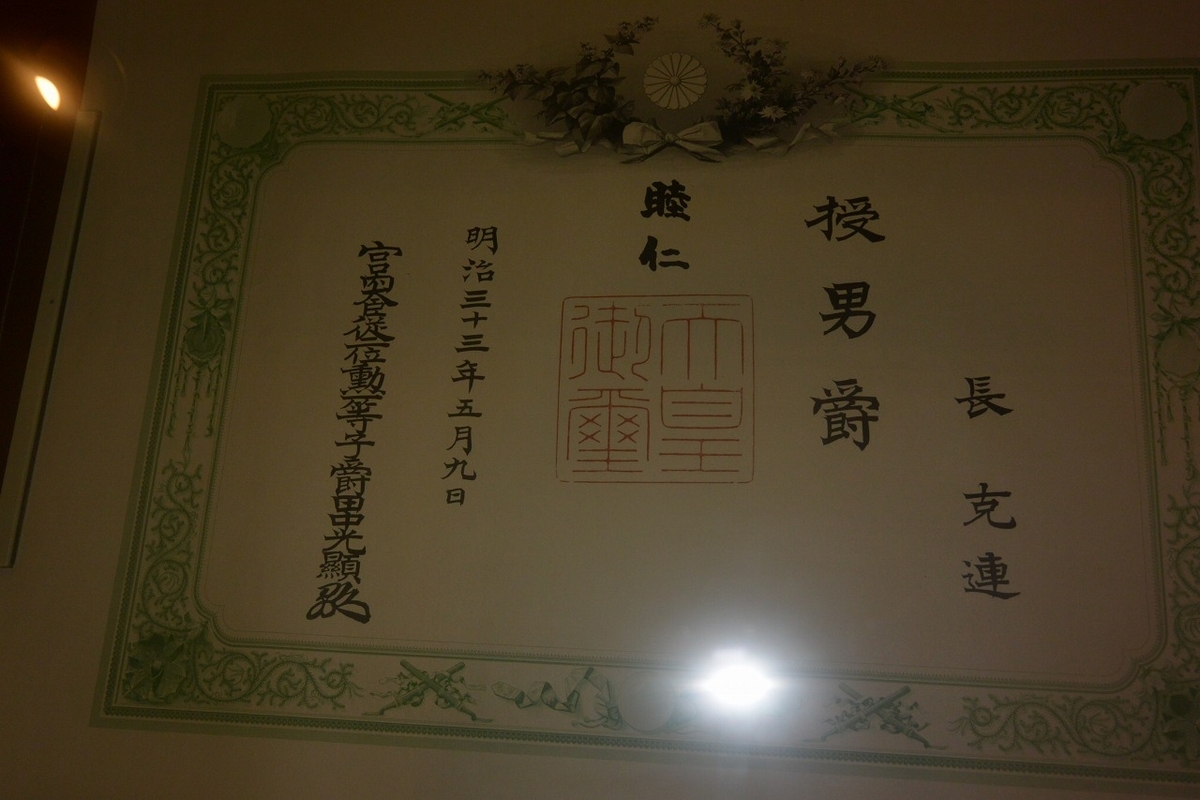 長克連
授男爵
睦仁
天皇御璽
明治三十三年五月九日
宮内大臣従二位勲一等子爵田中光顕